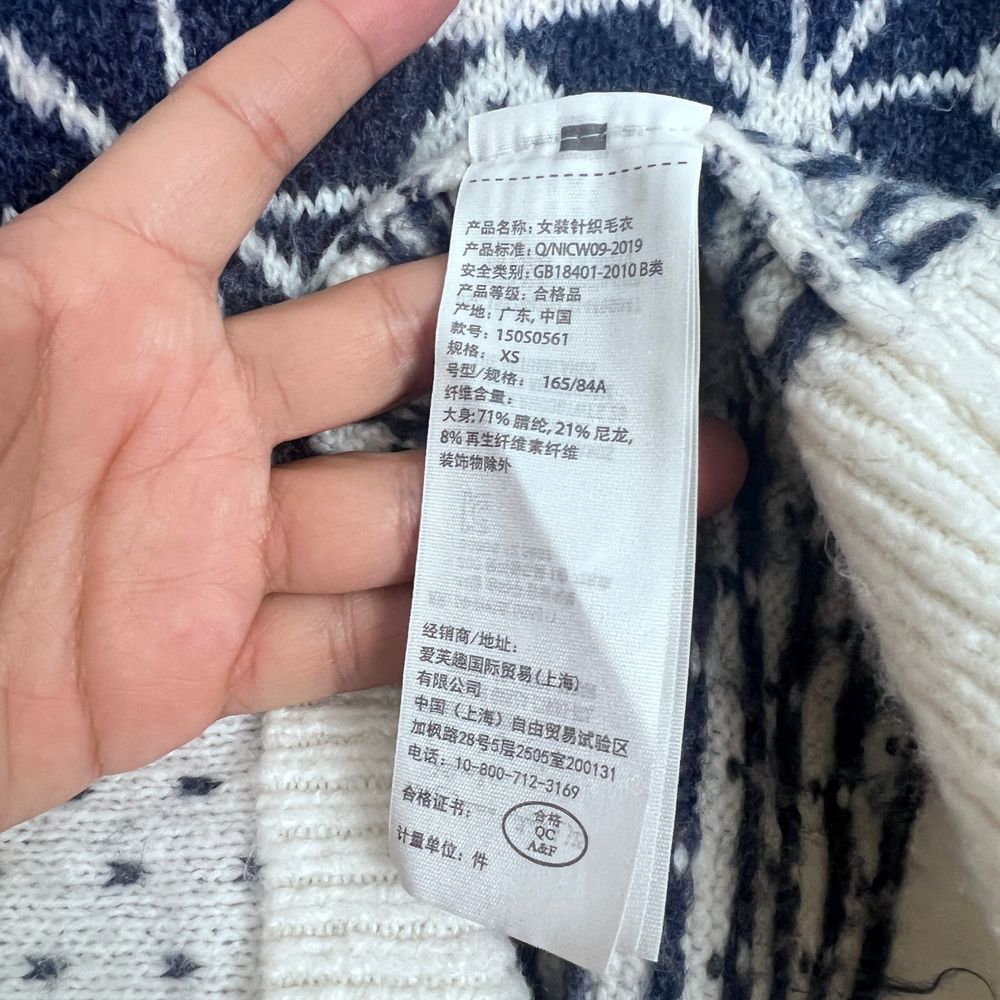 产品名称: 女装针织毛衣
产品标准: Q/NICW09-2019
安全类别: GB18401-2010 B类
产品等级: 合格品
产地: 广东, 中国
款号: 150S0561
规格: XS
号型/规格: 165/84A
纤维含量:
大身: 71% 腈纶, 21% 尼龙,
8% 再生纤维素纤维
装饰物除外
经销商/地址:
爱芙趣国际贸易(上海)
有限公司
中国（上海）自由贸易试验区
加枫路28号5层2505室200131
电话: 10-800-712-3169
合格证书:
合格
QC
A&F
计量单位: 件